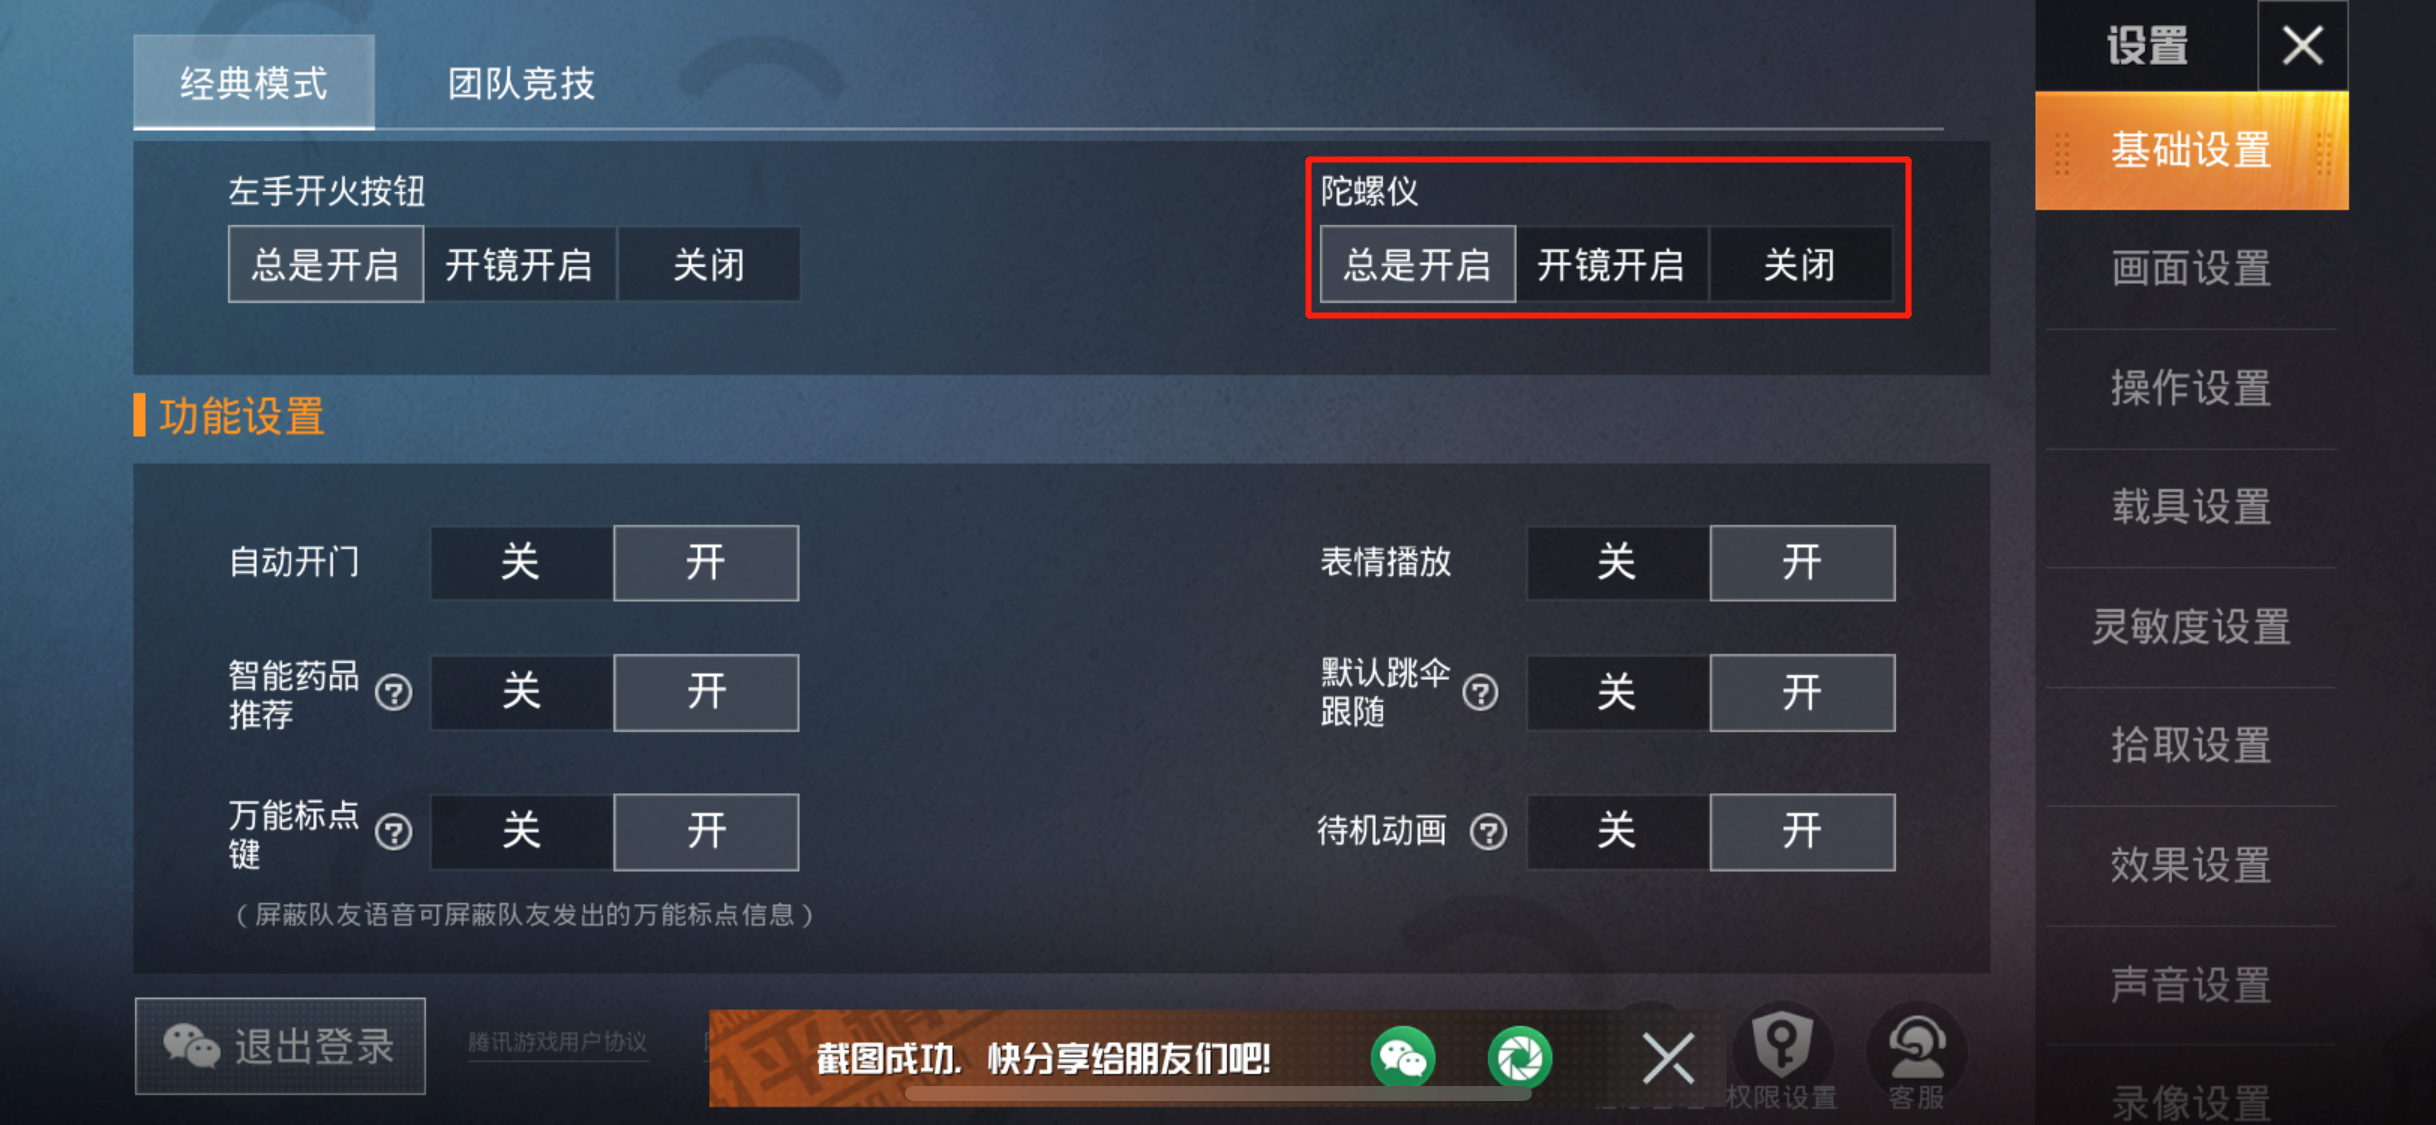 经典模式
团队竞技
设置
左手开火按钮
陀螺仪
总是开启
开镜开启
关闭
总是开启
开镜开启
关闭
功能设置
自动开门
关
开
表情播放
关
开
智能药品
推荐
?
关
开
默认跳伞
跟随
?
关
开
万能标点
键
?
关
开
待机动画
?
关
开
（屏蔽队友语音可屏蔽队友发出的万能标点信息）
退出登录
腾讯游戏用户协议
截图成功，快分享给朋友们吧!
权限设置
客服
基础设置
画面设置
操作设置
载具设置
灵敏度设置
拾取设置
效果设置
声音设置
录像设置